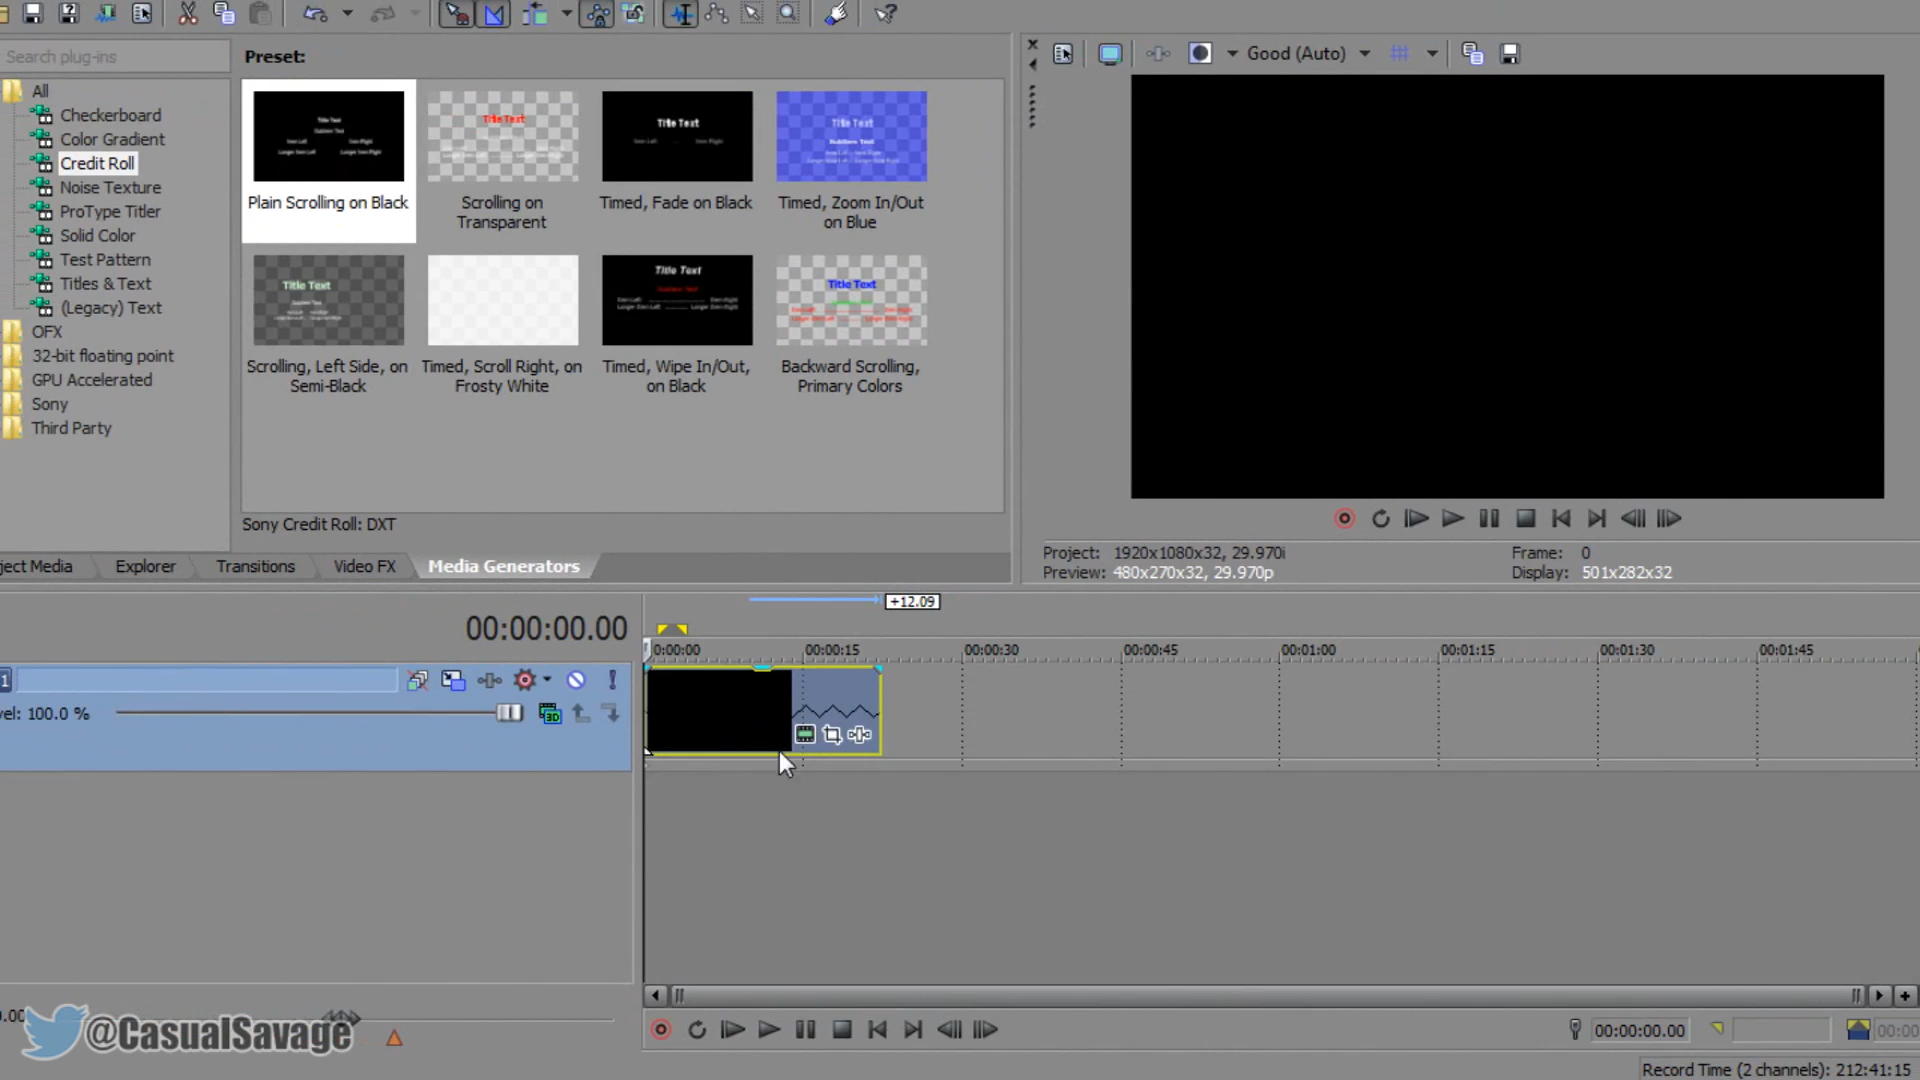 Search plug-ins
Preset:
Good (Auto)
All
Checkerboard
Color Gradient
Credit Roll
Noise Texture
ProType Titler
Solid Color
Test Pattern
Titles & Text
(Legacy) Text
OFX
32-bit floating point
GPU Accelerated
Sony
Third Party
Title Text
Plain Scrolling on Black
Title Text
Scrolling on
Transparent
Title Text
Timed, Fade on Black
Title Text
Timed, Zoom In/Out
on Blue
Title Text
Scrolling, Left Side, on
Semi-Black
Timed, Scroll Right, on
Frosty White
Title Text
Timed, Wipe In/Out,
on Black
Title Text
Backward Scrolling,
Primary Colors
Sony Credit Roll: DXT
ject Media
Explorer
Transitions
Video FX
Media Generators
Project: 1920x1080x32, 29.970i
Preview: 480x270x32, 29.970p
Frame: 0
Display: 501x282x32
+12.09
00:00:00.00
0:00:00 00:00:15 00:00:30 00:00:45 00:01:00 00:01:15 00:01:30 00:01:45
1
vel: 100.0 %
3D
0.00
@CasualSavage
00:00:00.00
00:00
Record Time (2 channels): 212:41:15